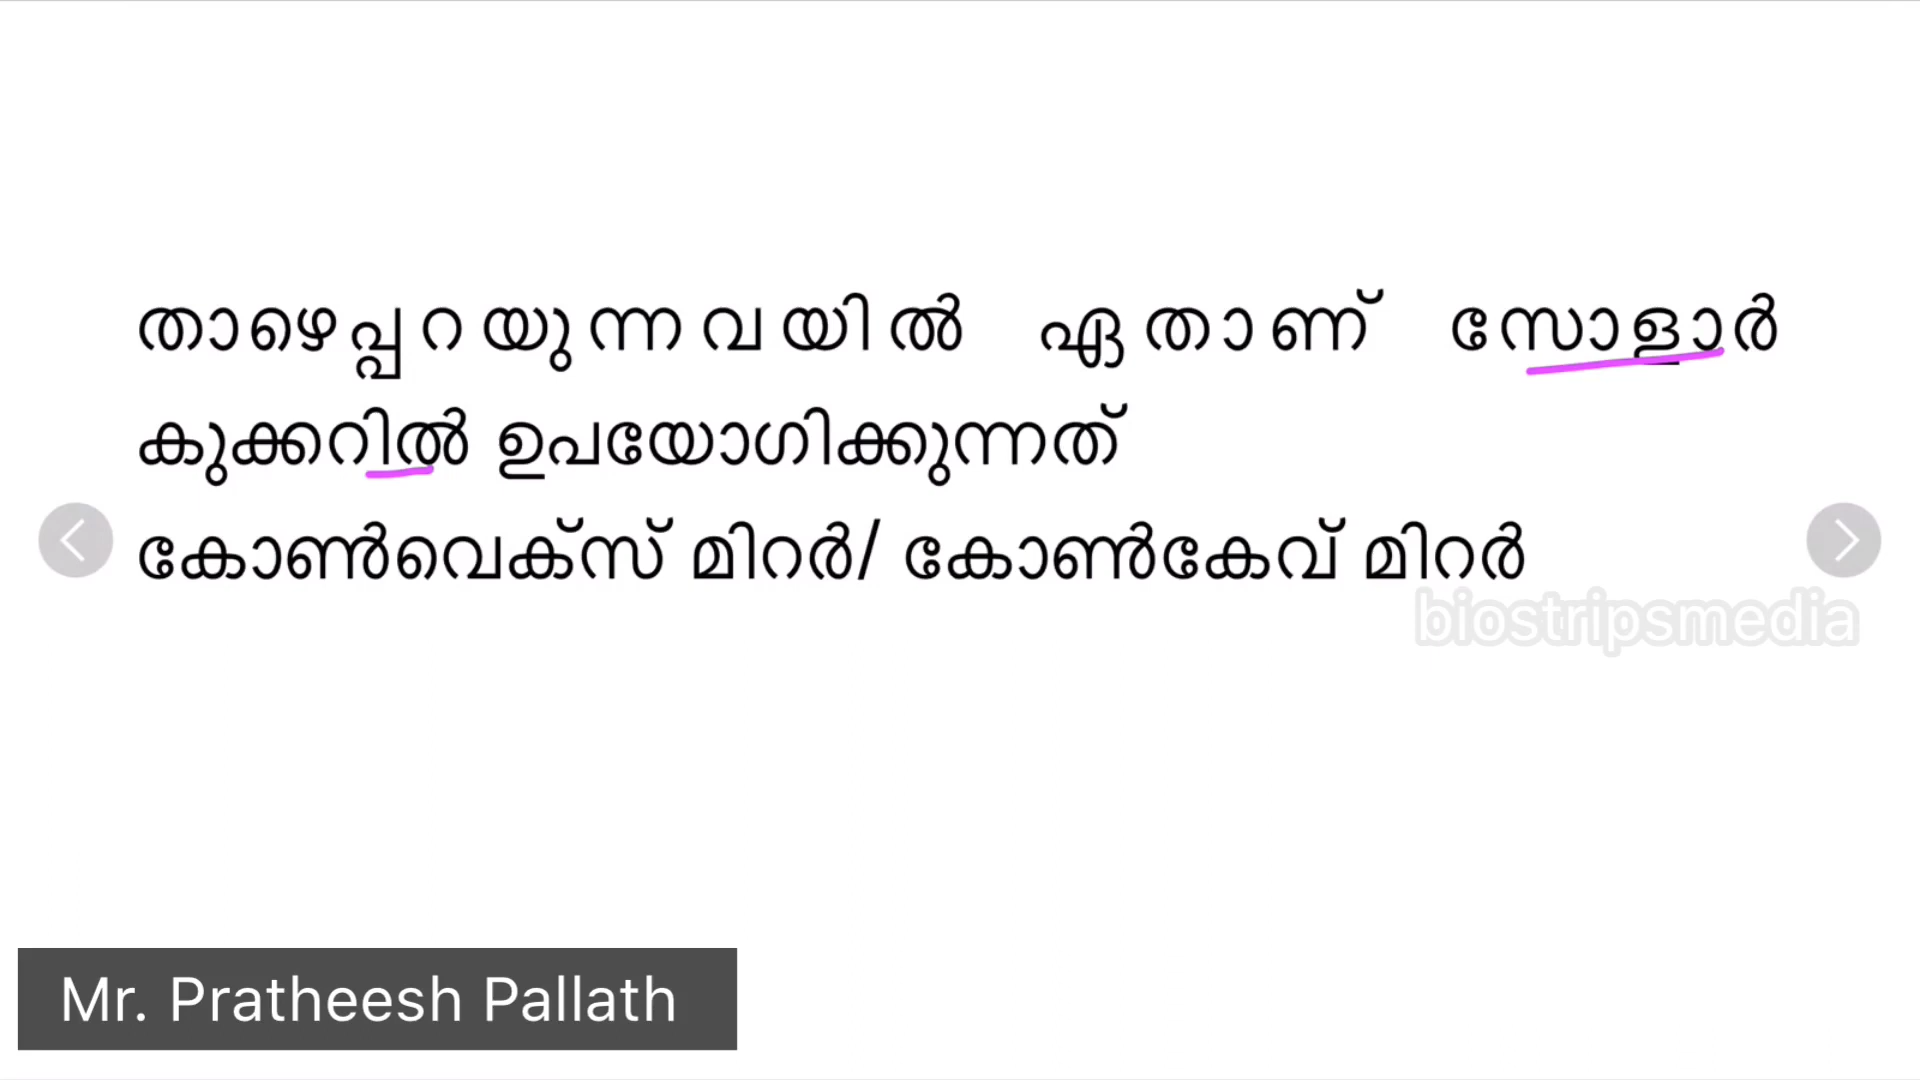 താഴെപ്പറയുന്നവയിൽ ഏതാണ് സോളാർ
കുക്കറിൽ ഉപയോഗിക്കുന്നത്
കോൺവെക്സ് മിറർ/ കോൺകേവ് മിറർ
biostripsmedia
Mr. Pratheesh Pallath